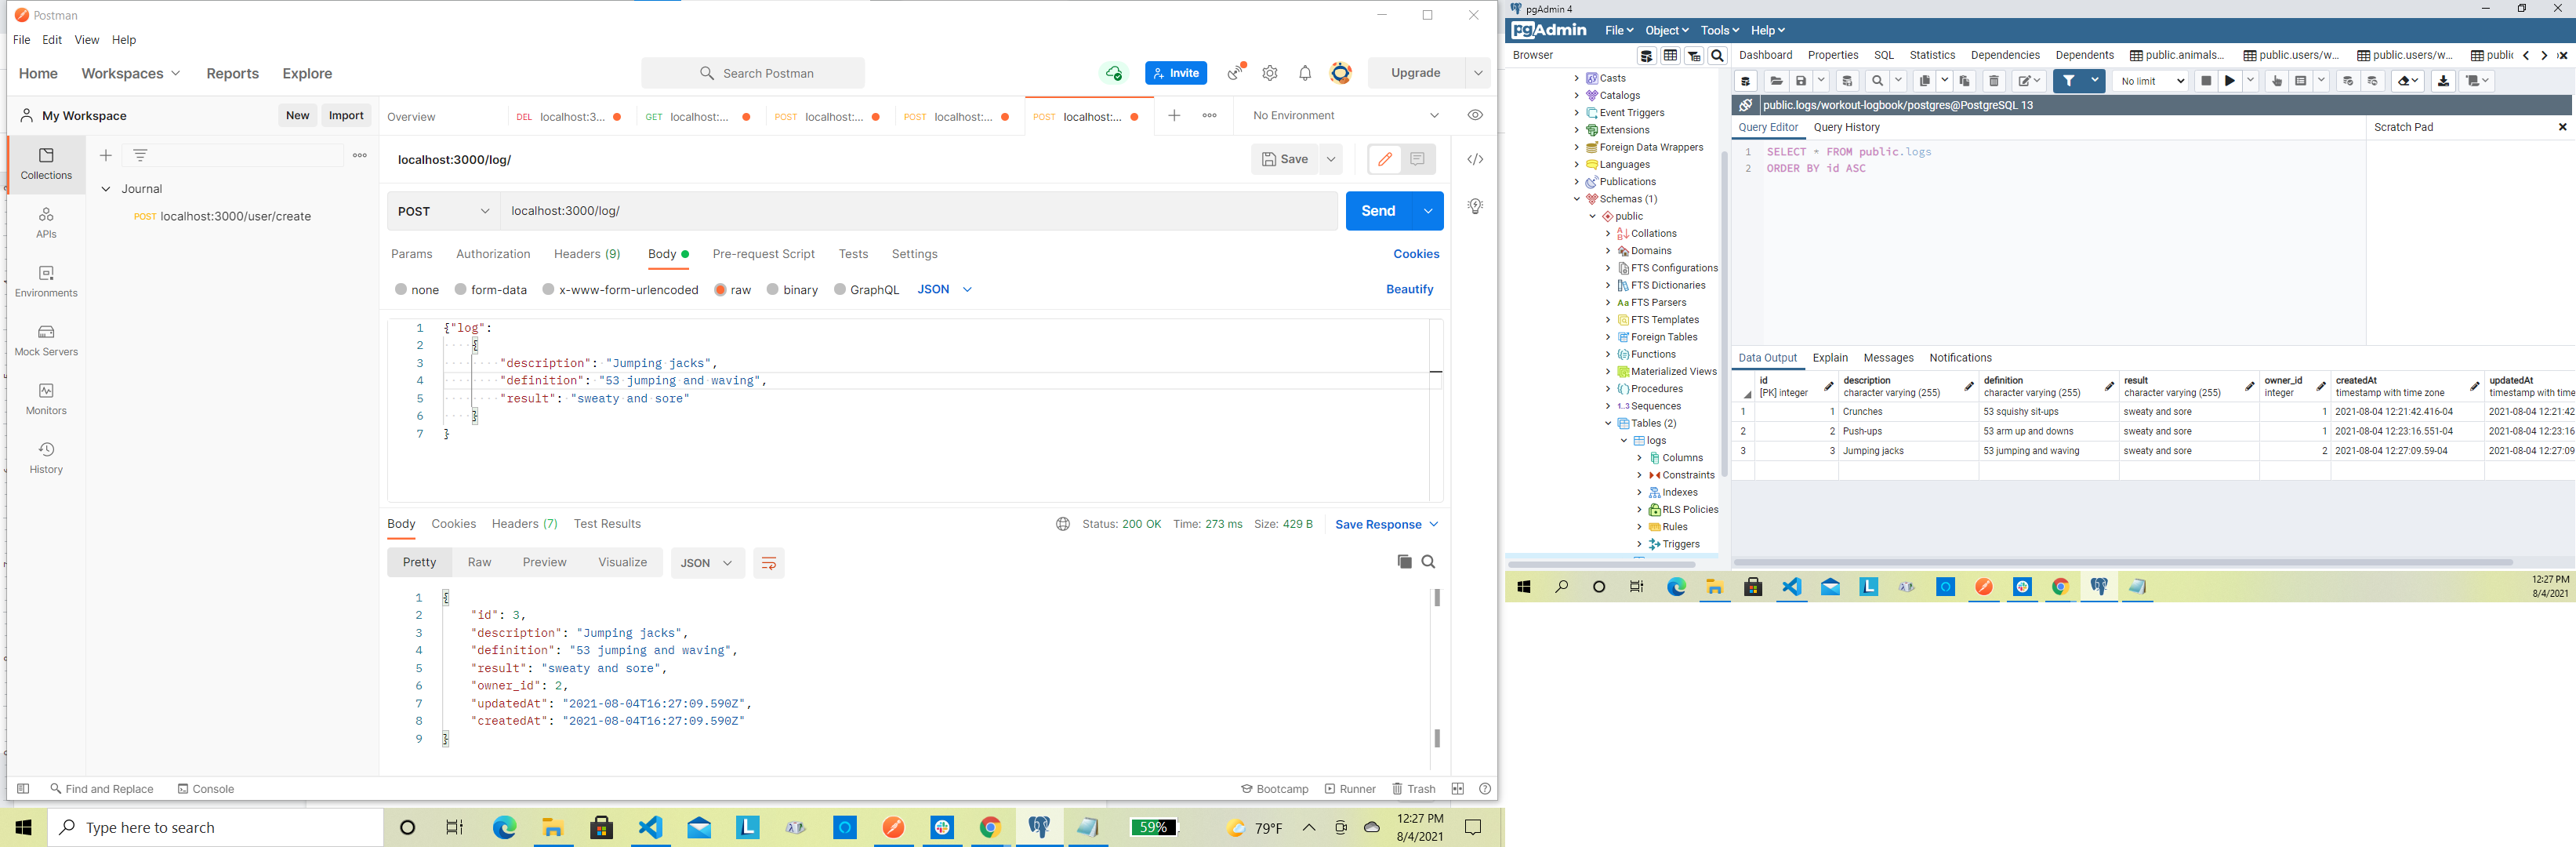 Postman
File Edit View Help
Home Workspaces Reports Explore
Search Postman
Invite
Upgrade
My Workspace
New Import
Overview
DEL localhost:3...
GET localhost:...
POST localhost:...
POST localhost:...
POST localhost:...
No Environment
Collections
APIs
Environments
Mock Servers
Monitors
History
Journal
POST localhost:3000/user/create
localhost:3000/log/
Save
POST localhost:3000/log/
Send
Params Authorization Headers (9) Body Pre-request Script Tests Settings Cookies
none form-data x-www-form-urlencoded raw binary GraphQL JSON Beautify
1 {"log":
2 {
3 "description": "Jumping jacks",
4 "definition": "53 jumping and waving",
5 "result": "sweaty and sore"
6 }
7 }
Body Cookies Headers (7) Test Results Status: 200 OK Time: 273 ms Size: 429 B Save Response
Pretty Raw Preview Visualize JSON
1 {
2 "id": 3,
3 "description": "Jumping jacks",
4 "definition": "53 jumping and waving",
5 "result": "sweaty and sore",
6 "owner_id": 2,
7 "updatedAt": "2021-08-04T16:27:09.590Z",
8 "createdAt": "2021-08-04T16:27:09.590Z"
9 }
Find and Replace Console Bootcamp Runner Trash
Type here to search
59%
79°F
12:27 PM
8/4/2021
pgAdmin 4
pgAdmin File Object Tools Help
Browser
Dashboard Properties SQL Statistics Dependencies Dependents public.animals... public.users/w... public.users/w... public
No limit
public.logs/workout-logbook/postgres@PostgreSQL 13
Query Editor Query History Scratch Pad
1 SELECT * FROM public.logs
2 ORDER BY id ASC
Casts
Catalogs
Event Triggers
Extensions
Foreign Data Wrappers
Languages
Publications
Schemas (1)
public
Collations
Domains
FTS Configurations
FTS Dictionaries
FTS Parsers
FTS Templates
Foreign Tables
Functions
Materialized Views
Procedures
Sequences
Tables (2)
logs
Columns
Constraints
Indexes
RLS Policies
Rules
Triggers
Data Output Explain Messages Notifications
id description definition result owner_id createdAt updatedAt
[PK] integer character varying (255) character varying (255) character varying (255) integer timestamp with time zone timestamp with time
1 1 Crunches 53 squishy sit-ups sweaty and sore 1 2021-08-04 12:21:42.416-04 2021-08-04 12:21:42
2 2 Push-ups 53 arm up and downs sweaty and sore 1 2021-08-04 12:23:16.551-04 2021-08-04 12:23:16
3 3 Jumping jacks 53 jumping and waving sweaty and sore 2 2021-08-04 12:27:09.59-04 2021-08-04 12:27:09
12:27 PM
8/4/2021